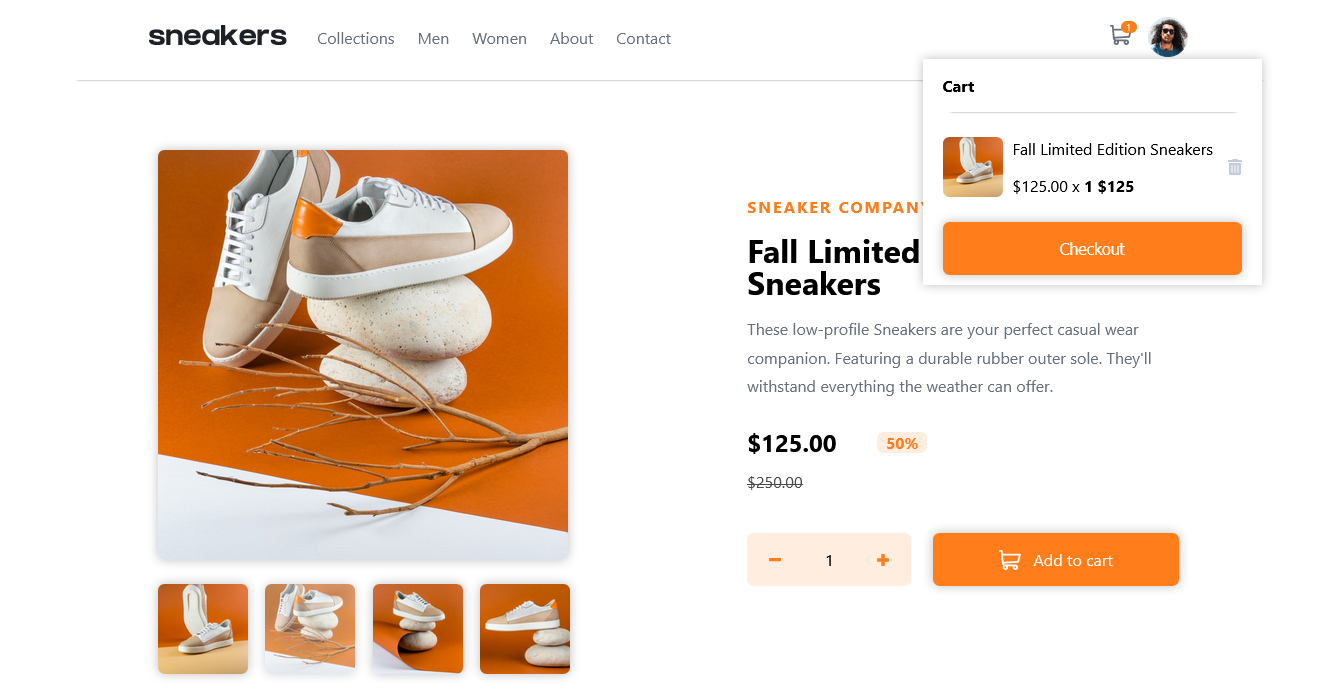 sneakers
Collections Men Women About Contact
1
Cart
Fall Limited Edition Sneakers
$125.00 x 1 $125
Checkout
SNEAKER COMPANY
Fall Limited
Sneakers
These low-profile Sneakers are your perfect casual wear
companion. Featuring a durable rubber outer sole. They'll
withstand everything the weather can offer.
$125.00 50%
$250.00
1
Add to cart